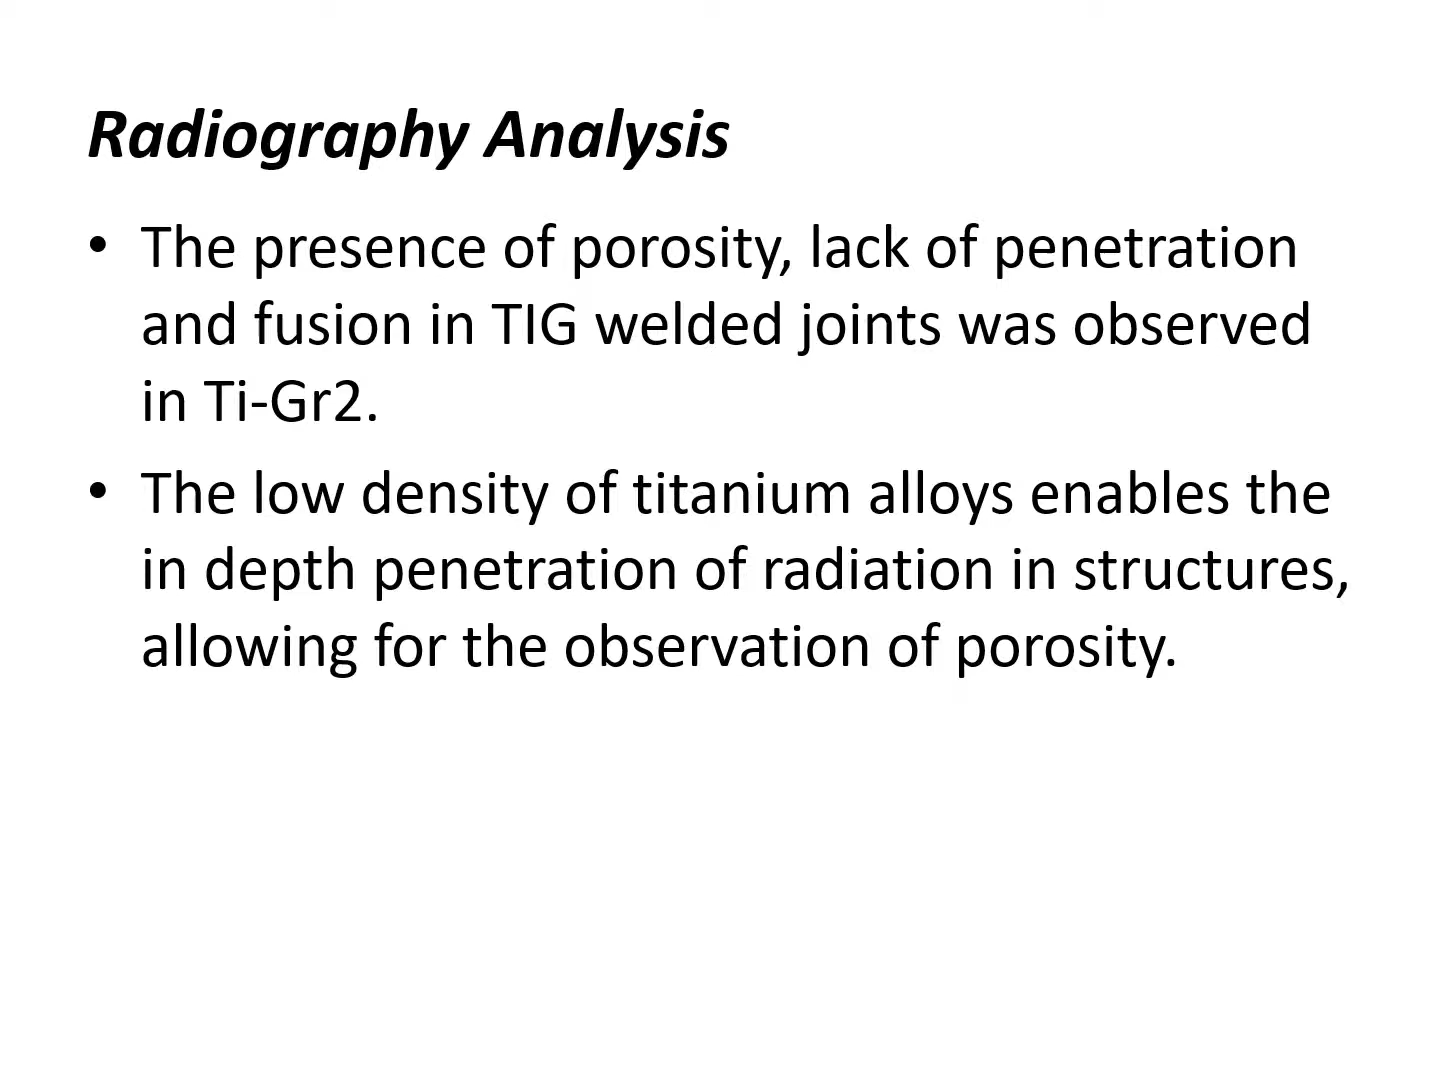 Radiography Analysis
• The presence of porosity, lack of penetration
and fusion in TIG welded joints was observed
in Ti-Gr2.
• The low density of titanium alloys enables the
in depth penetration of radiation in structures,
allowing for the observation of porosity.